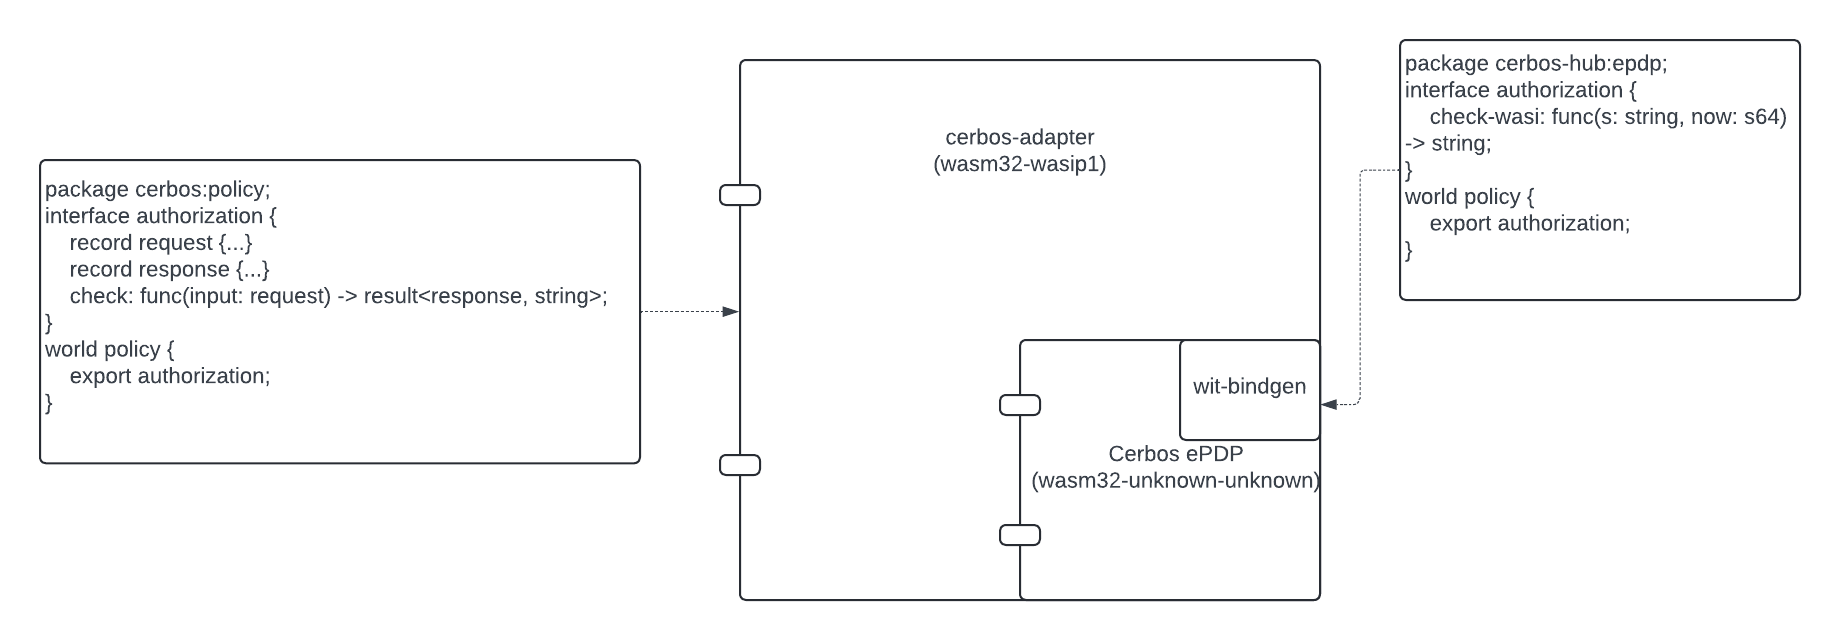 package cerbos:policy;
interface authorization {
    record request {...}
    record response {...}
    check: func(input: request) -> result<response, string>;
}
world policy {
    export authorization;
}
cerbos-adapter
(wasm32-wasip1)
wit-bindgen
Cerbos ePDP
(wasm32-unknown-unknown)
package cerbos-hub:epdp;
interface authorization {
    check-wasi: func(s: string, now: s64)
-> string;
}
world policy {
    export authorization;
}